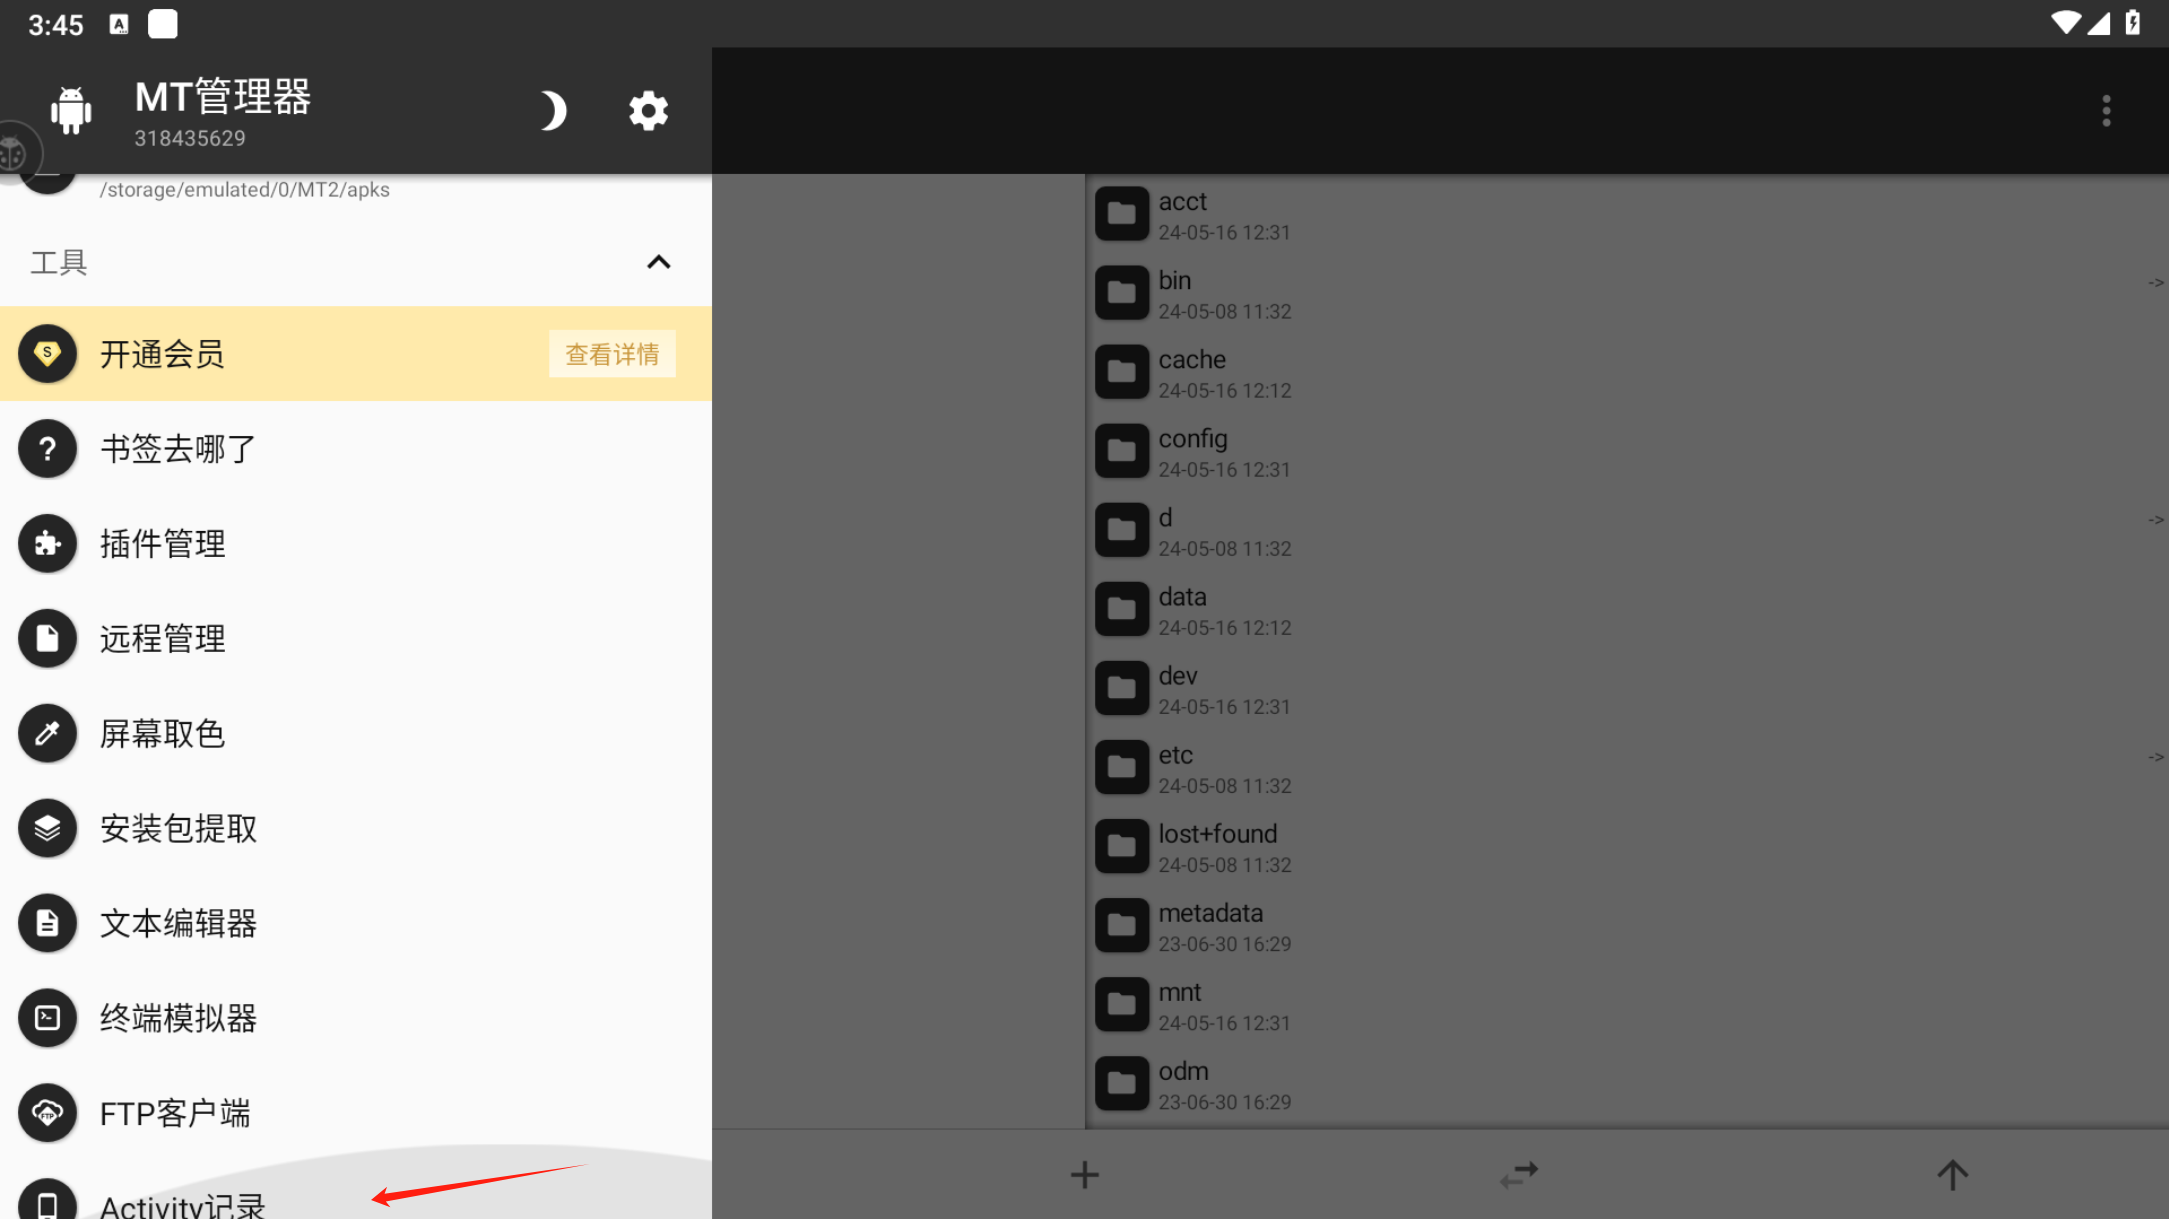 3:45
MT管理器
318435629
/storage/emulated/0/MT2/apks
工具
开通会员
查看详情
书签去哪了
插件管理
远程管理
屏幕取色
安装包提取
文本编辑器
终端模拟器
FTP客户端
Activity记录
acct
24-05-16 12:31
bin
24-05-08 11:32
->
cache
24-05-16 12:12
config
24-05-16 12:31
d
24-05-08 11:32
->
data
24-05-16 12:12
dev
24-05-16 12:31
etc
24-05-08 11:32
->
lost+found
24-05-08 11:32
metadata
23-06-30 16:29
mnt
24-05-16 12:31
odm
23-06-30 16:29